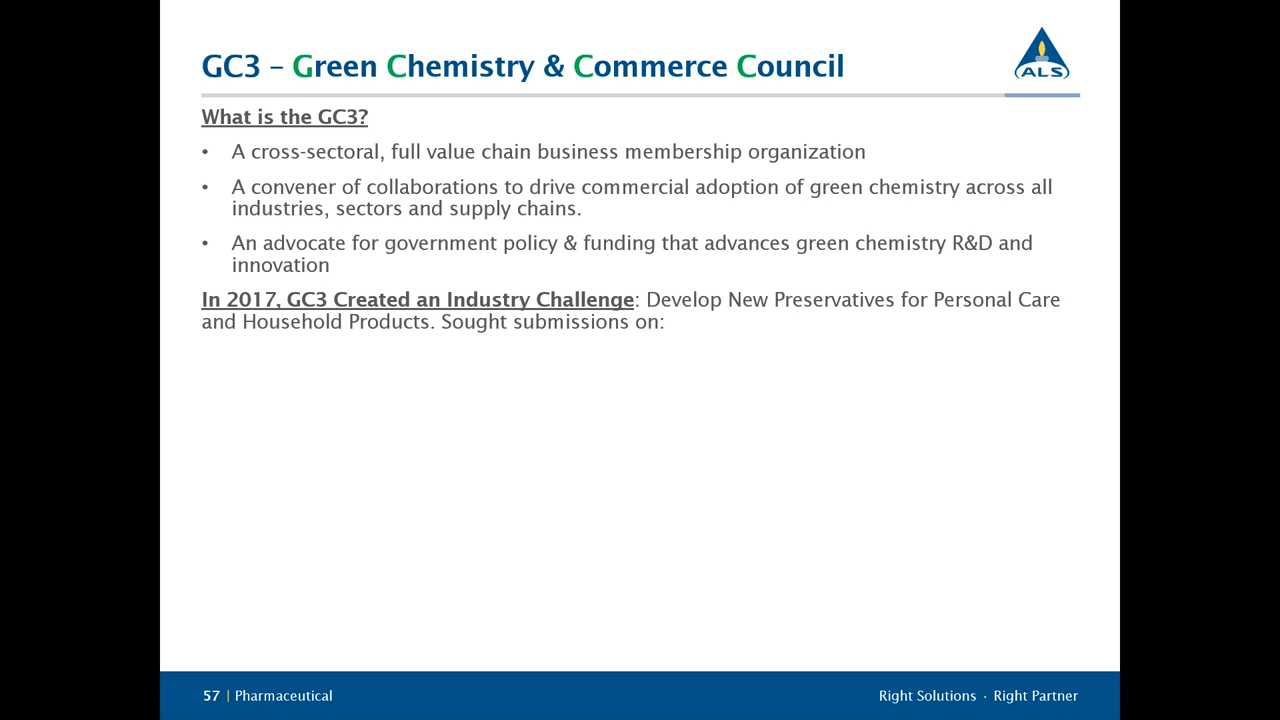 GC3 – Green Chemistry & Commerce Council
ALS
What is the GC3?
• A cross-sectoral, full value chain business membership organization
• A convener of collaborations to drive commercial adoption of green chemistry across all
industries, sectors and supply chains.
• An advocate for government policy & funding that advances green chemistry R&D and
innovation
In 2017, GC3 Created an Industry Challenge: Develop New Preservatives for Personal Care
and Household Products. Sought submissions on:
57 | Pharmaceutical
Right Solutions · Right Partner